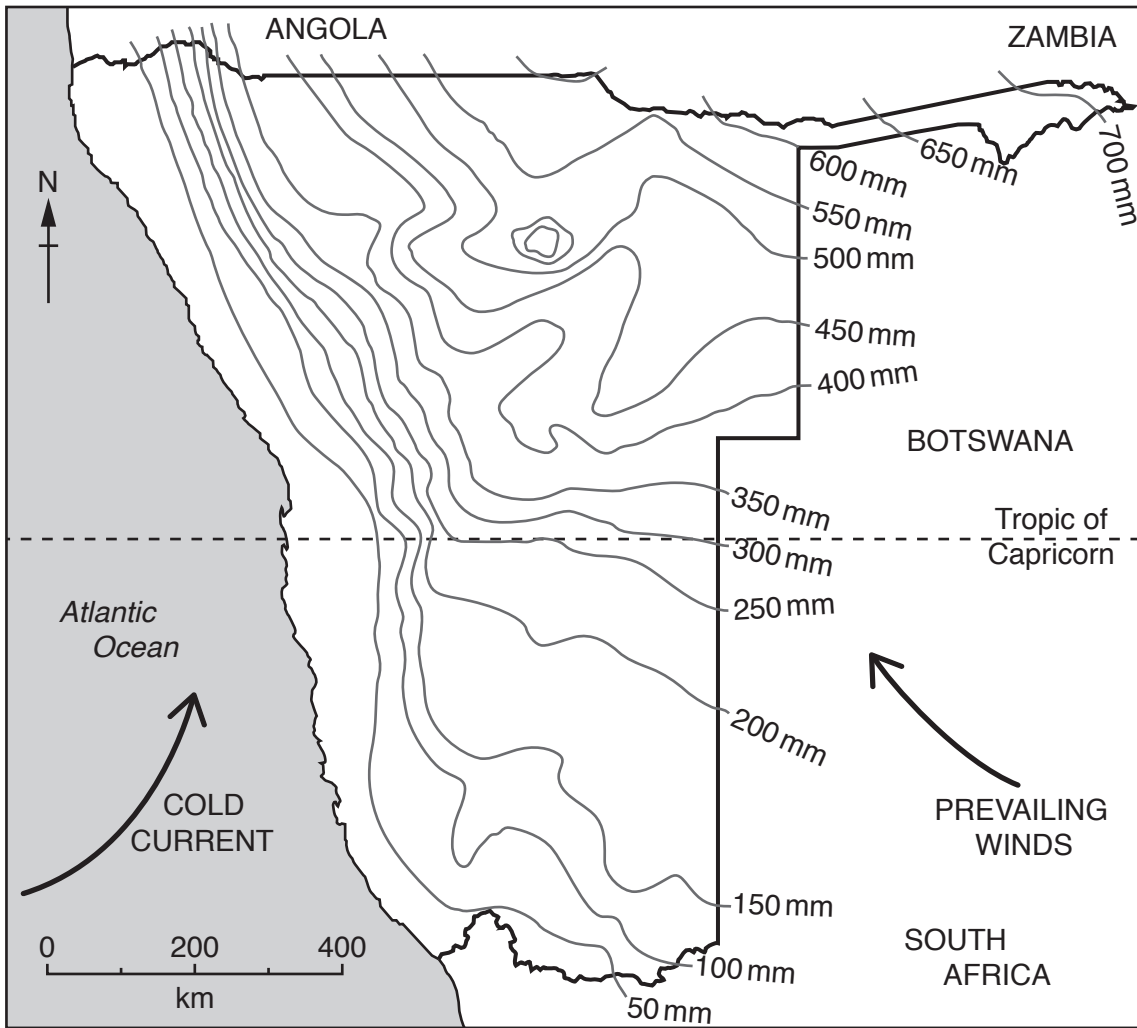 ANGOLA
ZAMBIA
N
600 mm
650 mm
700 mm
550 mm
500 mm
450 mm
400 mm
BOTSWANA
350 mm
Tropic of
Capricorn
300 mm
250 mm
Atlantic
Ocean
200 mm
COLD
CURRENT
PREVAILING
WINDS
150 mm
SOUTH
AFRICA
100 mm
50 mm
0 200 400
km